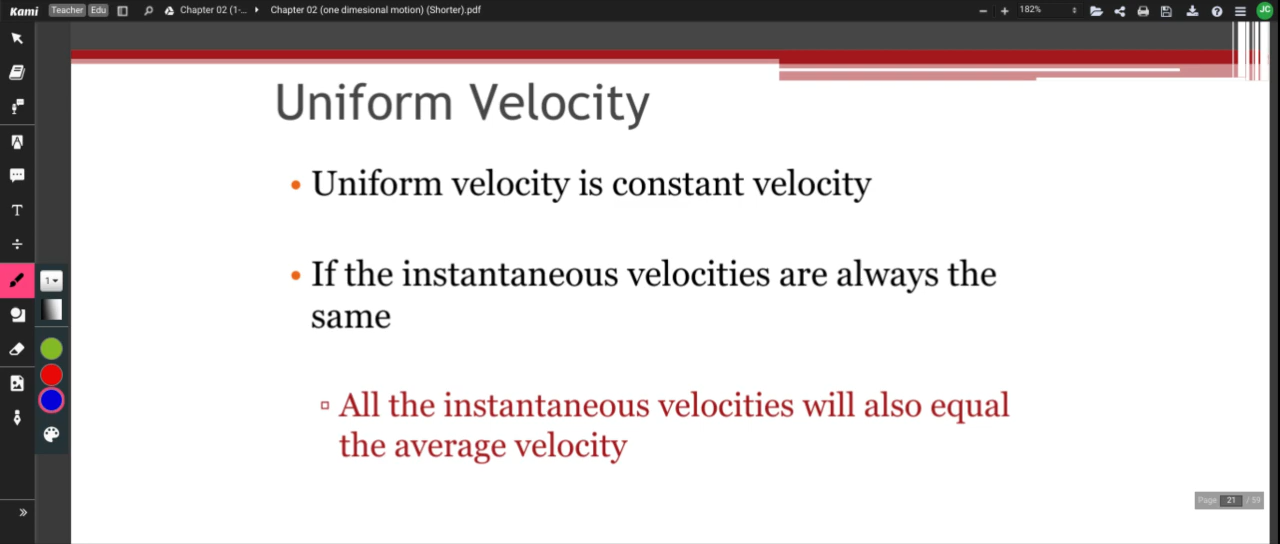 Kami Teacher Edu Chapter 02 (1-... Chapter 02 (one dimesional motion) (Shorter).pdf 182% JC
Uniform Velocity
• Uniform velocity is constant velocity
• If the instantaneous velocities are always the
same
▫ All the instantaneous velocities will also equal
the average velocity
T
1
Page 21 / 59